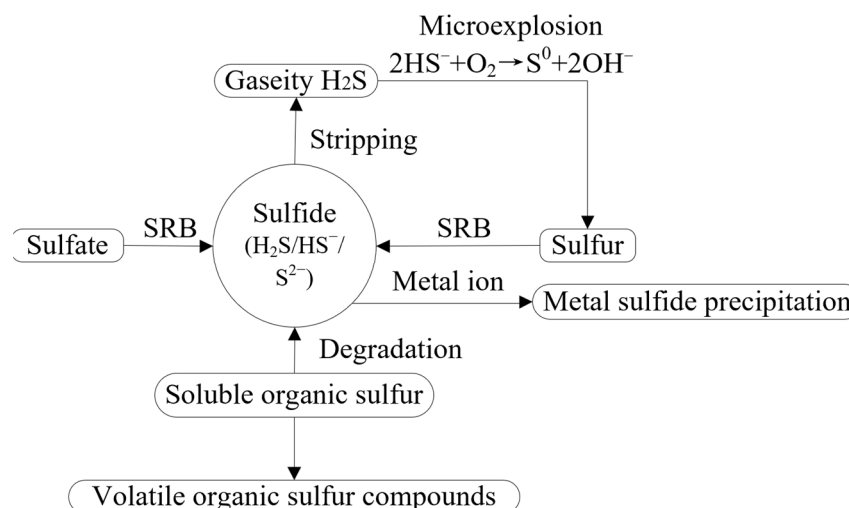 Microexplosion
2HS⁻+O₂→S⁰+2OH⁻
Gaseity H₂S
Stripping
Sulfate
SRB
Sulfide
(H₂S/HS⁻/
S²⁻)
SRB
Sulfur
Metal ion
Metal sulfide precipitation
Degradation
Soluble organic sulfur
Volatile organic sulfur compounds